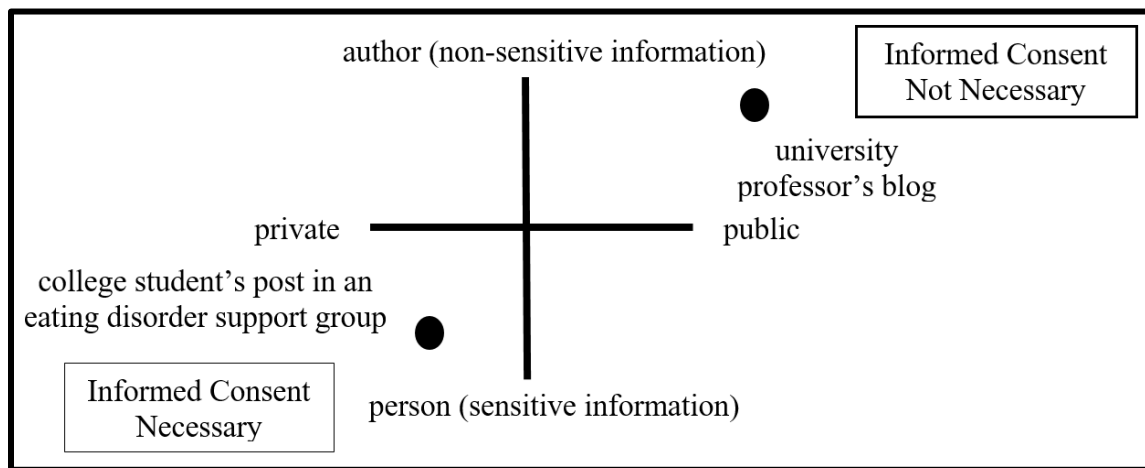 author (non-sensitive information)
Informed Consent
Not Necessary
university
professor’s blog
private
public
college student’s post in an
eating disorder support group
Informed Consent
Necessary
person (sensitive information)